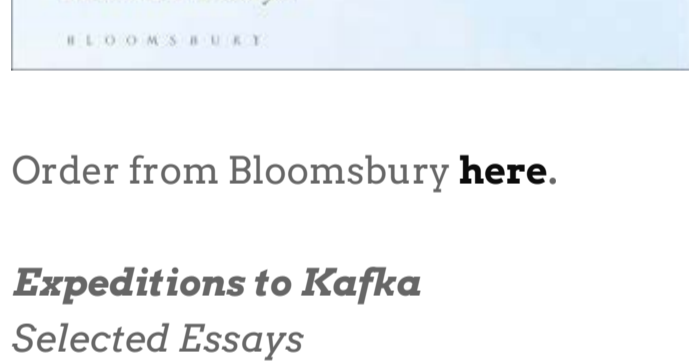 BLOOMSBURY
Order from Bloomsbury here.
Expeditions to Kafka
Selected Essays